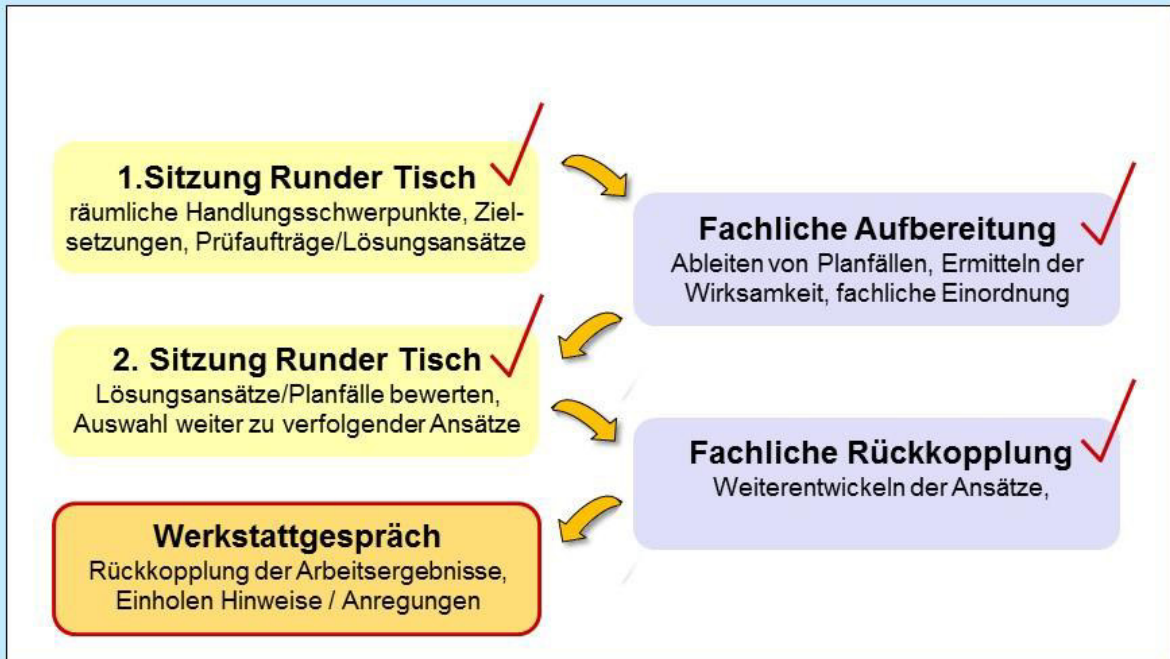 1.Sitzung Runder Tisch
räumliche Handlungsschwerpunkte, Ziel-
setzungen, Prüfaufträge/Lösungsansätze
Fachliche Aufbereitung
Ableiten von Planfällen, Ermitteln der
Wirksamkeit, fachliche Einordnung
2. Sitzung Runder Tisch
Lösungsansätze/Planfälle bewerten,
Auswahl weiter zu verfolgender Ansätze
Fachliche Rückkopplung
Weiterentwickeln der Ansätze,
Werkstattgespräch
Rückkopplung der Arbeitsergebnisse,
Einholen Hinweise / Anregungen